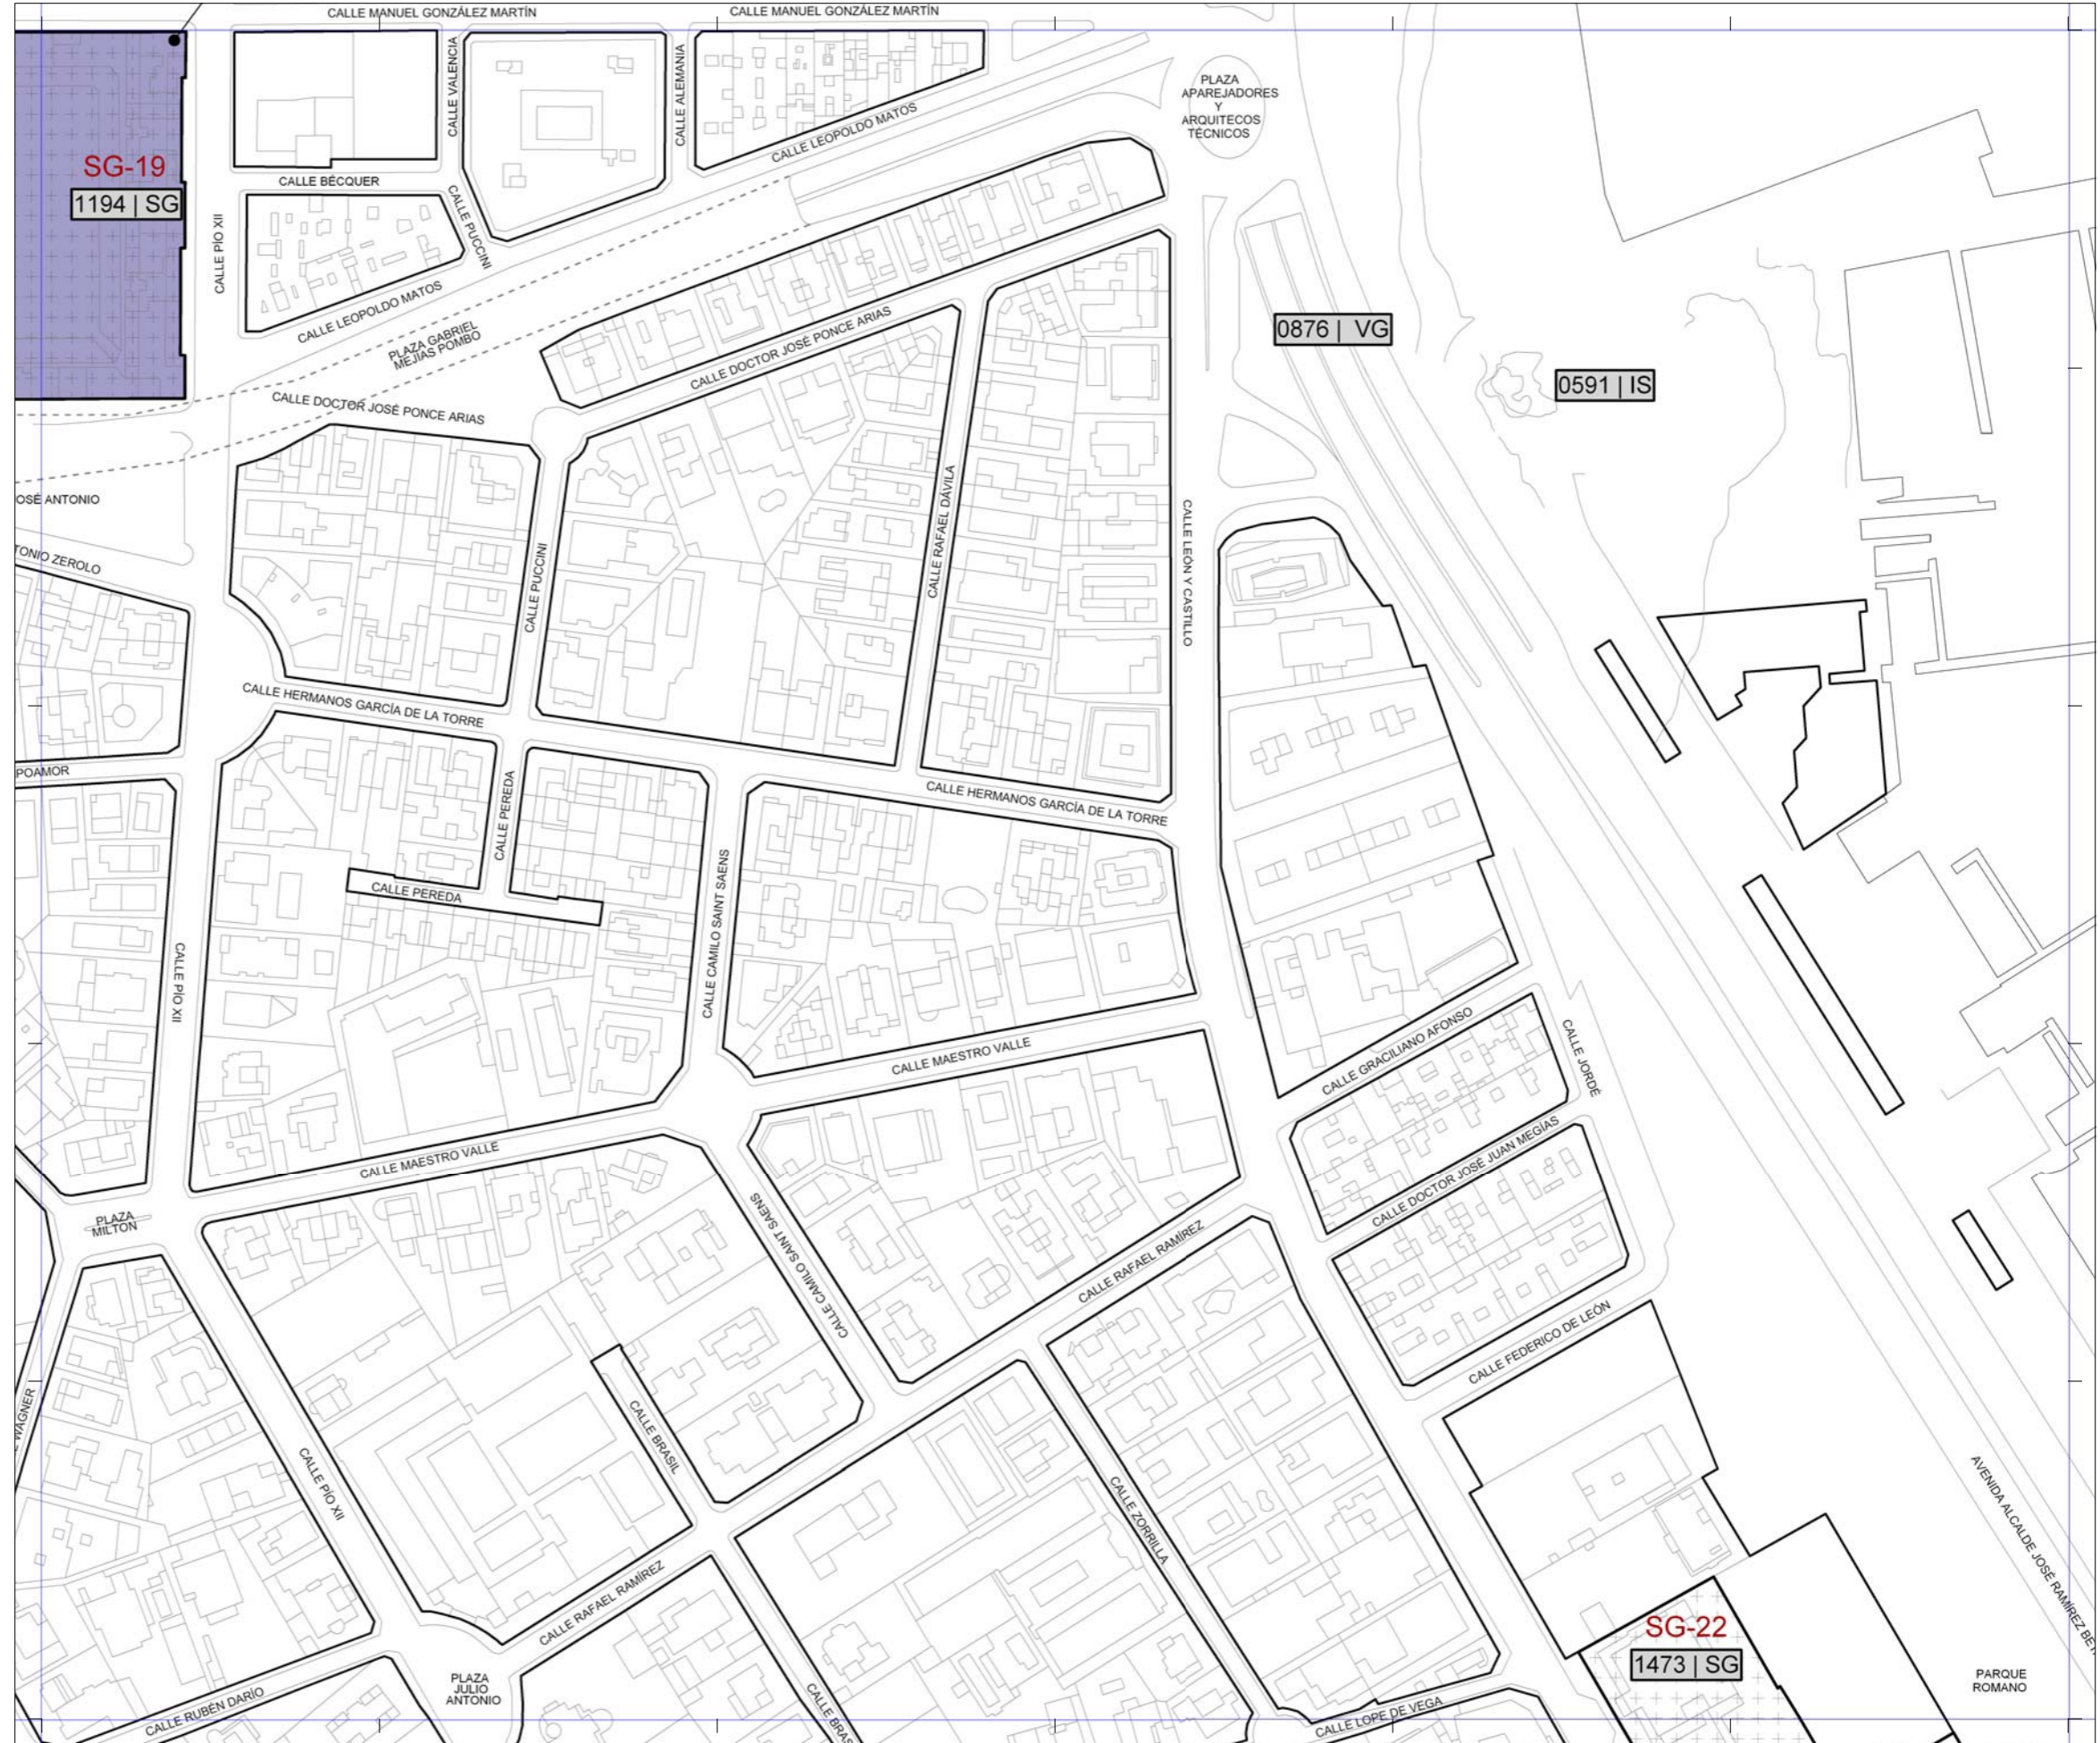 CALLE MANUEL GONZÁLEZ MARTÍN
CALLE MANUEL GONZÁLEZ MARTÍN
CALLE VALENCIA
CALLE ALEMANIA
PLAZA
APAREJADORES
Y
ARQUITECOS
TÉCNICOS
CALLE LEOPOLDO MATOS
SG-19
1194 | SG
CALLE BÉCQUER
CALLE PUCCINI
CALLE PÍO XII
CALLE LEOPOLDO MATOS
PLAZA GABRIEL
MEJÍAS POMBO
CALLE DOCTOR JOSÉ PONCE ARIAS
0876 | VG
0591 | IS
CALLE DOCTOR JOSÉ PONCE ARIAS
OSÉ ANTONIO
TONIO ZEROLO
CALLE PUCCINI
CALLE RAFAEL DÁVILA
CALLE LEÓN Y CASTILLO
CALLE HERMANOS GARCÍA DE LA TORRE
POAMOR
CALLE PEREDA
CALLE HERMANOS GARCÍA DE LA TORRE
CALLE PEREDA
CALLE CAMILO SAINT SAENS
CALLE PÍO XII
CALLE MAESTRO VALLE
CALLE GRACILIANO AFONSO
CALLE JORDÉ
CALLE MAESTRO VALLE
CALLE DOCTOR JOSÉ JUAN MEGÍAS
PLAZA
MILTON
CALLE CAMILO SAINT SAENS
CALLE RAFAEL RAMÍREZ
CALLE FEDERICO DE LEÓN
WAGNER
CALLE BRASIL
CALLE PÍO XII
CALLE ZORRILLA
AVENIDA ALCALDE JOSÉ RAMÍREZ BÉT
CALLE RAFAEL RAMÍREZ
SG-22
1473 | SG
PLAZA
JULIO
ANTONIO
PARQUE
ROMANO
CALLE RUBÉN DARÍO
CALLE BRAS
CALLE LOPE DE VEGA